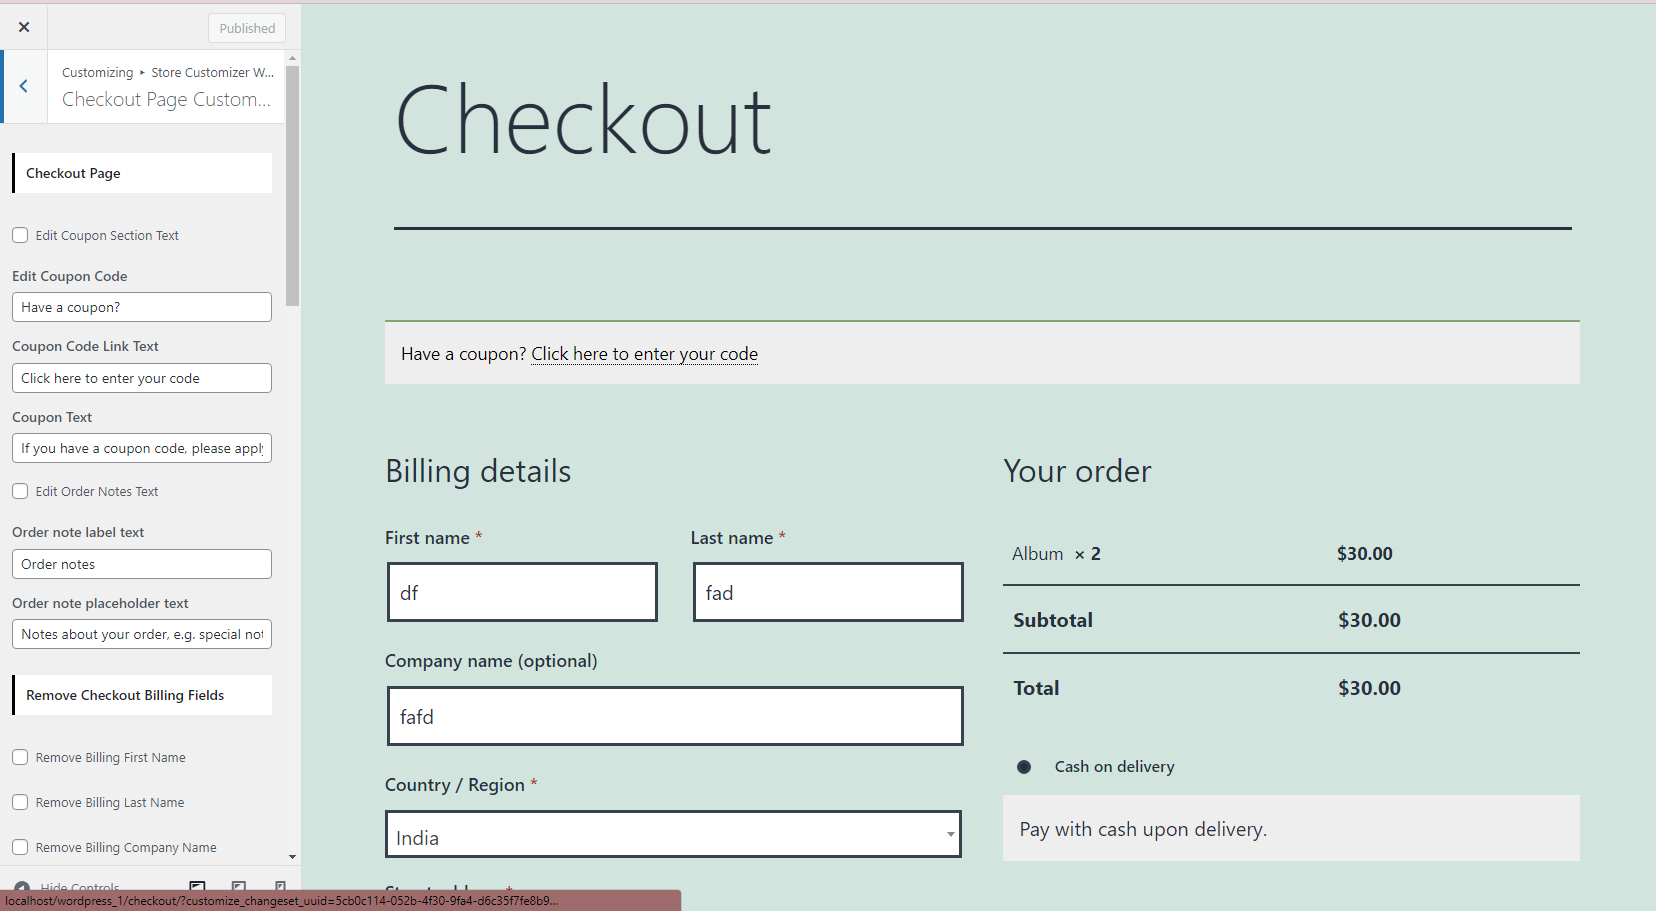 Published
Customizing ▸ Store Customizer W...
Checkout Page Custom...
Checkout Page
Edit Coupon Section Text
Edit Coupon Code
Have a coupon?
Coupon Code Link Text
Click here to enter your code
Coupon Text
If you have a coupon code, please apply
Edit Order Notes Text
Order note label text
Order notes
Order note placeholder text
Notes about your order, e.g. special not
Remove Checkout Billing Fields
Remove Billing First Name
Remove Billing Last Name
Remove Billing Company Name
Hide Controls
localhost/wordpress_1/checkout/?customize_changeset_uuid=5cb0c114-052b-4f30-9fa4-d6c35f7fe8b9...
Checkout
Have a coupon? Click here to enter your code
Billing details
First name *
Last name *
df
fad
Company name (optional)
fafd
Country / Region *
India
Your order
Album × 2 $30.00
Subtotal $30.00
Total $30.00
Cash on delivery
Pay with cash upon delivery.